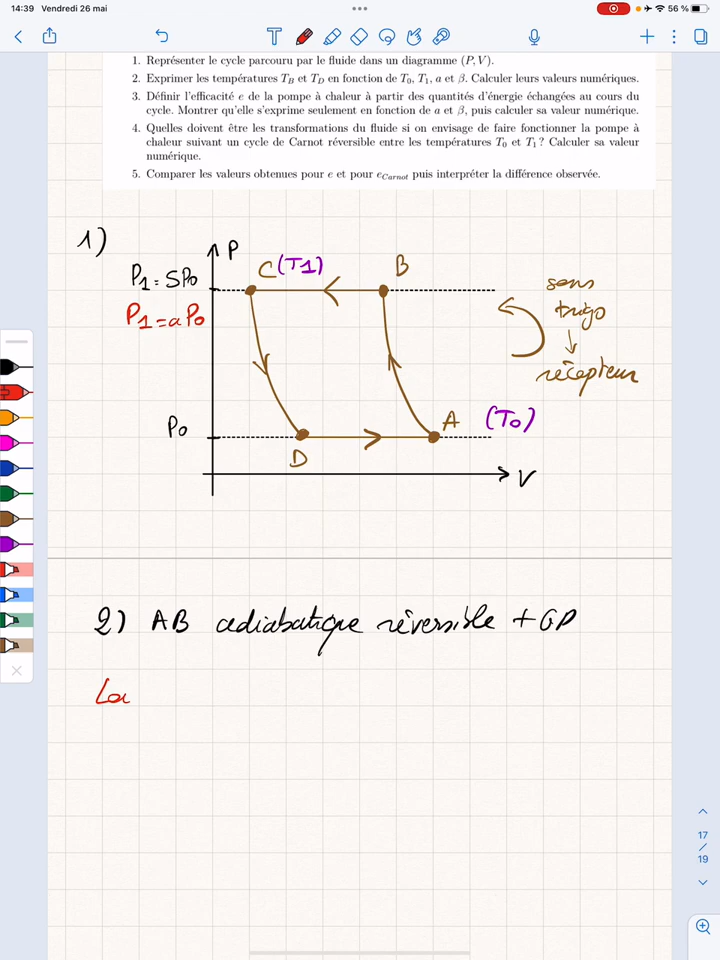 14:39 Vendredi 26 mai
56 %
1. Représenter le cycle parcouru par le fluide dans un diagramme (P, V).
2. Exprimer les températures T_B et T_D en fonction de T_0, T_1, a et β. Calculer leurs valeurs numériques.
3. Définir l'efficacité e de la pompe à chaleur à partir des quantités d'énergie échangées au cours du
cycle. Montrer qu'elle s'exprime seulement en fonction de a et β, puis calculer sa valeur numérique.
4. Quelles doivent être les transformations du fluide si on envisage de faire fonctionner la pompe à
chaleur suivant un cycle de Carnot réversible entre les températures T_0 et T_1 ? Calculer sa valeur
numérique.
5. Comparer les valeurs obtenues pour e et pour e_Carnot puis interpréter la différence observée.
1)
P
C(T1)
B
P1 = 5P0
P1 = aP0
sens
trigo
↓
récepteur
P0
A
(T0)
D
V
2) AB adiabatique réversible + GP
La
17
/
19